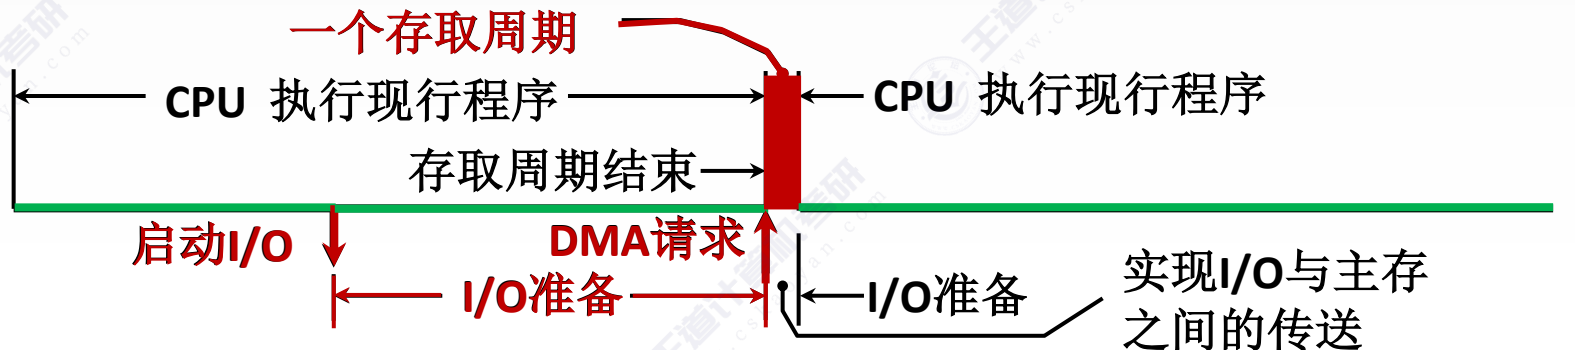 一个存取周期
CPU 执行现行程序
CPU 执行现行程序
存取周期结束
启动I/O
DMA请求
I/O准备
I/O准备
实现I/O与主存
之间的传送